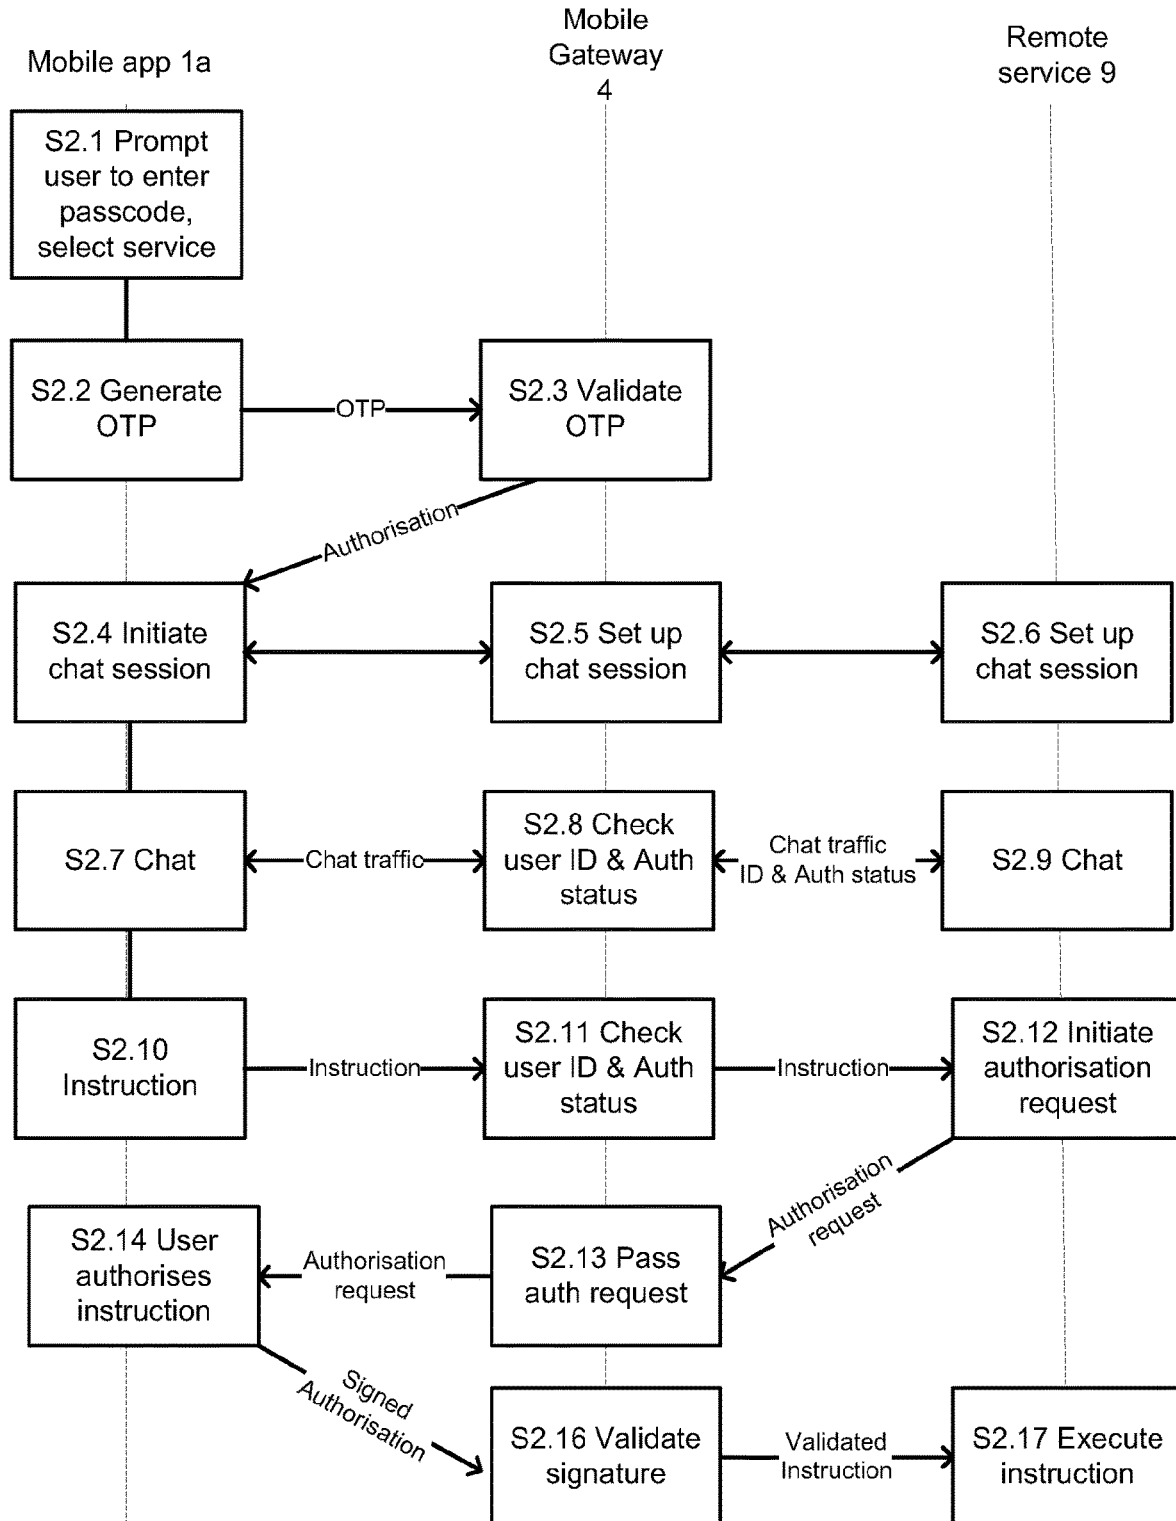 Mobile app 1a
Mobile
Gateway
4
Remote
service 9
S2.1 Prompt
user to enter
passcode,
select service
S2.2 Generate
OTP
OTP
S2.3 Validate
OTP
Authorisation
S2.4 Initiate
chat session
S2.5 Set up
chat session
S2.6 Set up
chat session
S2.7 Chat
Chat traffic
S2.8 Check
user ID & Auth
status
Chat traffic
ID & Auth status
S2.9 Chat
S2.10
Instruction
Instruction
S2.11 Check
user ID & Auth
status
Instruction
S2.12 Initiate
authorisation
request
Authorisation
request
S2.13 Pass
auth request
Authorisation
request
S2.14 User
authorises
instruction
Signed
Authorisation
S2.16 Validate
signature
Validated
Instruction
S2.17 Execute
instruction